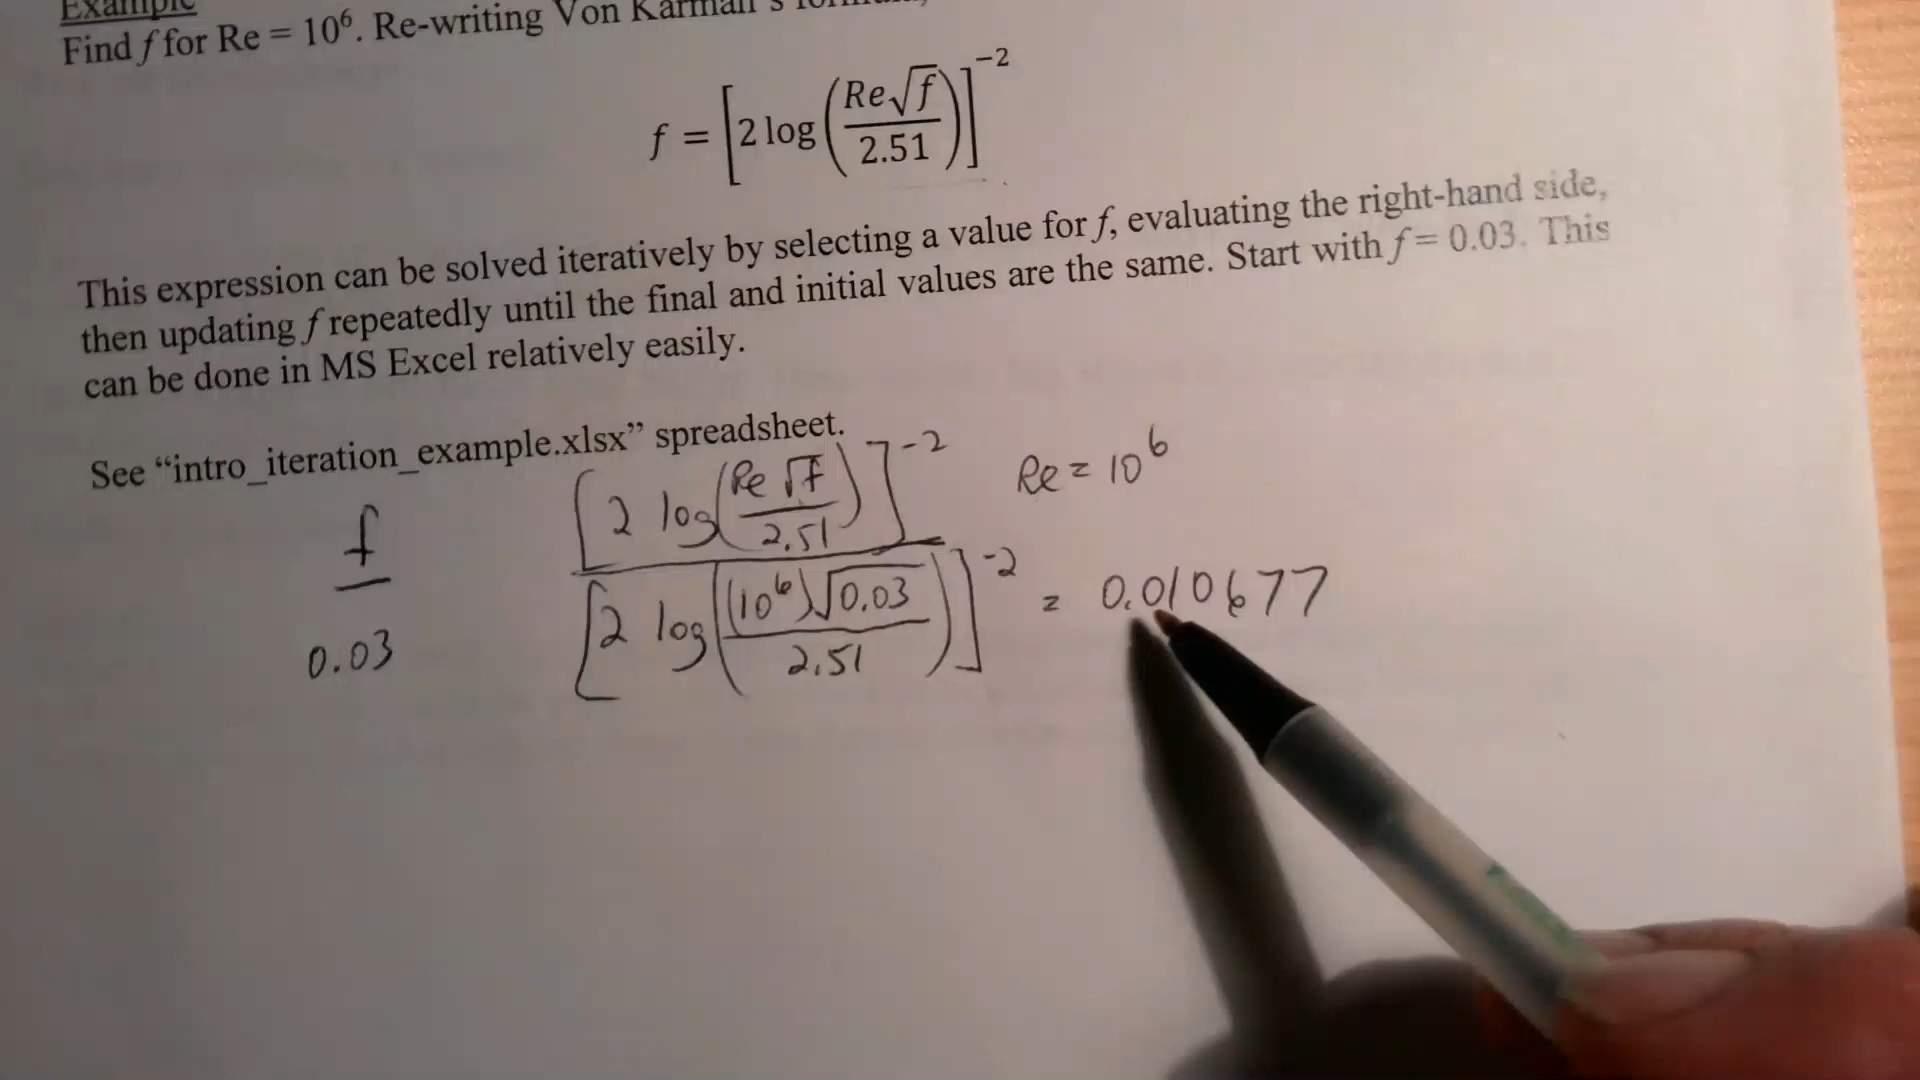 Example
Find f for Re = 10⁶. Re-writing Von Karman's formula,
f = [2 log(Re√f / 2.51)]⁻²
This expression can be solved iteratively by selecting a value for f, evaluating the right-hand side,
then updating f repeatedly until the final and initial values are the same. Start with f = 0.03. This
can be done in MS Excel relatively easily.
See “intro_iteration_example.xlsx” spreadsheet.
f [2 log(Re√f / 2.51)]⁻² Re = 10⁶
0.03 [2 log((10⁶)√0.03 / 2.51)]⁻² = 0.010677